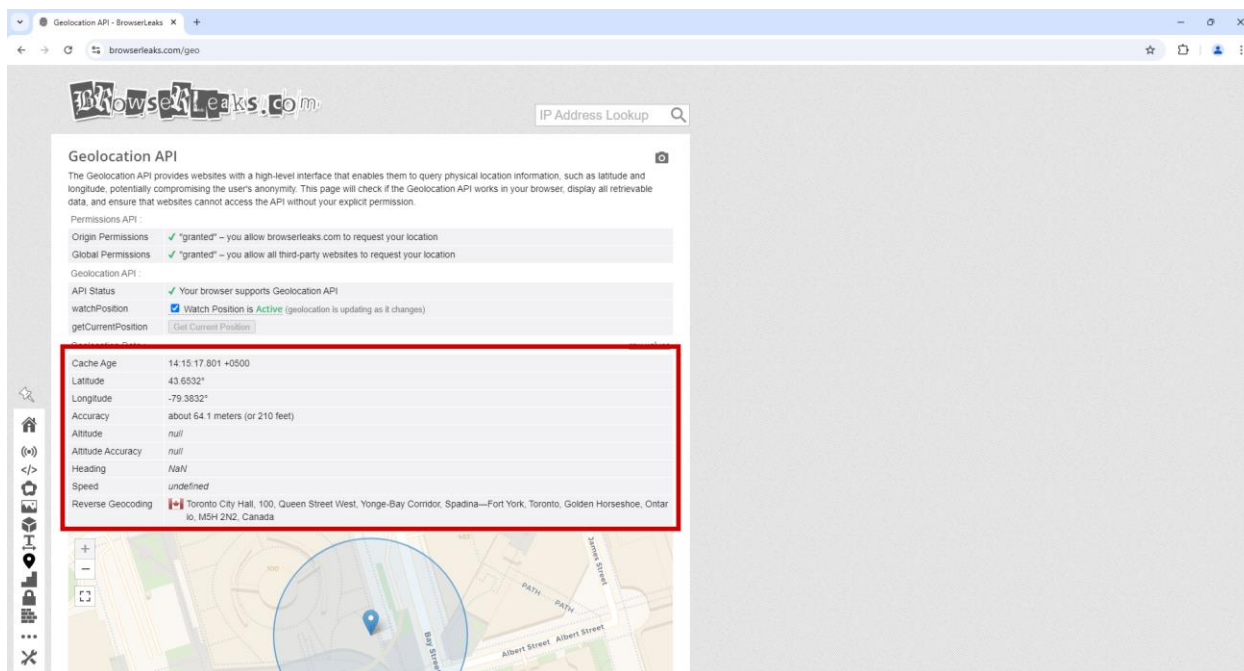 Geolocation API - BrowserLeaks
browserleaks.com/geo
BROWSERLEAKS.COM
IP Address Lookup
Geolocation API
The Geolocation API provides websites with a high-level interface that enables them to query physical location information, such as latitude and
longitude, potentially compromising the user's anonymity. This page will check if the Geolocation API works in your browser, display all retrievable
data, and ensure that websites cannot access the API without your explicit permission.
Permissions API :
Origin Permissions ✓ "granted" – you allow browserleaks.com to request your location
Global Permissions ✓ "granted" – you allow all third-party websites to request your location
Geolocation API :
API Status ✓ Your browser supports Geolocation API
watchPosition Watch Position is Active (geolocation is updating as it changes)
getCurrentPosition Get Current Position
Cache Age 14:15:17.801 +0500
Latitude 43.6532°
Longitude -79.3832°
Accuracy about 64.1 meters (or 210 feet)
Altitude null
Altitude Accuracy null
Heading NaN
Speed undefined
Reverse Geocoding Toronto City Hall, 100, Queen Street West, Yonge-Bay Corridor, Spadina—Fort York, Toronto, Golden Horseshoe, Ontar
io, M5H 2N2, Canada
+
−
100
James Street
PATH PATH
Albert Street Albert Street
Bay Street